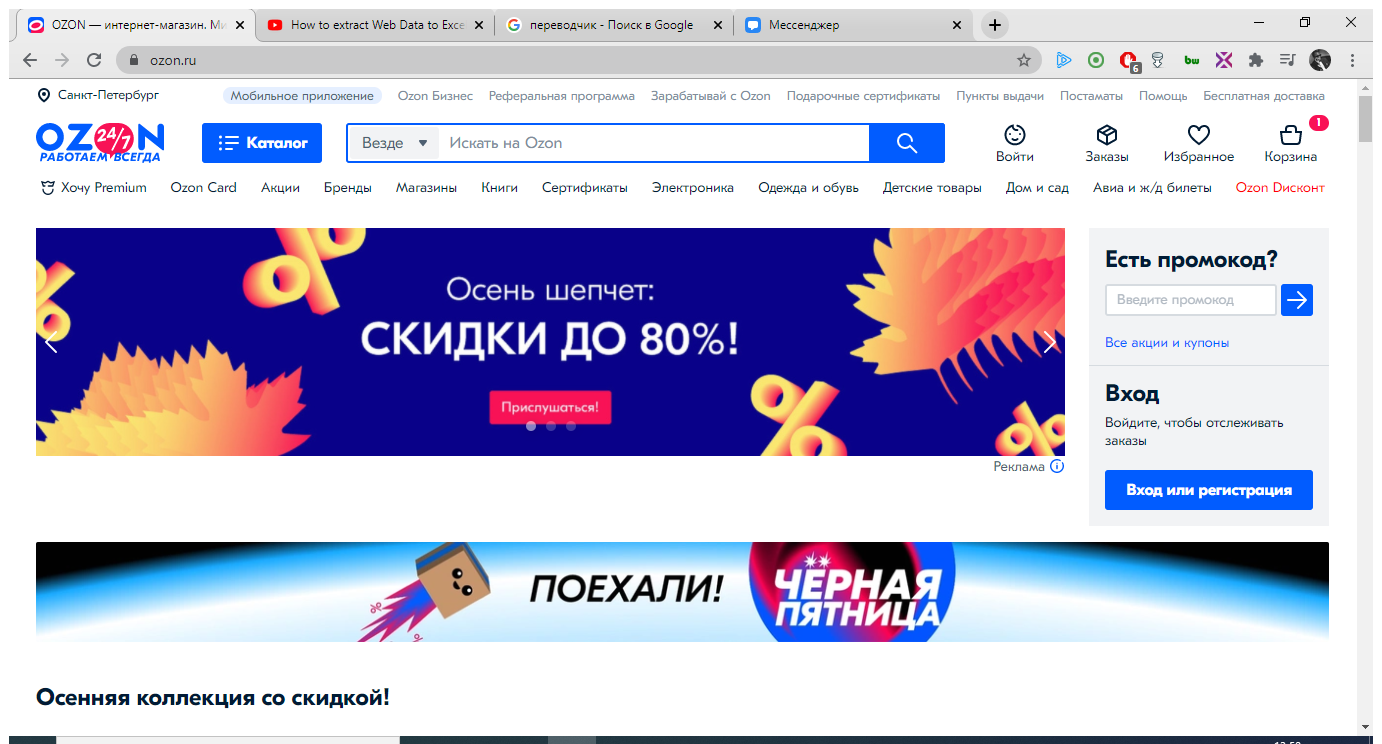 OZON — интернет-магазин. Ми
How to extract Web Data to Exce
переводчик - Поиск в Google
Мессенджер
ozon.ru
6
bw
Санкт-Петербург
Мобильное приложение
Ozon Бизнес
Реферальная программа
Зарабатывай с Ozon
Подарочные сертификаты
Пункты выдачи
Постаматы
Помощь
Бесплатная доставка
OZON
24/7
РАБОТАЕМ ВСЕГДА
Каталог
Везде
Искать на Ozon
Войти
Заказы
Избранное
1
Корзина
Хочу Premium
Ozon Card
Акции
Бренды
Магазины
Книги
Сертификаты
Электроника
Одежда и обувь
Детские товары
Дом и сад
Авиа и ж/д билеты
Ozon Dисконт
Осень шепчет:
СКИДКИ ДО 80%!
Прислушаться!
Реклама
Есть промокод?
Введите промокод
Все акции и купоны
Вход
Войдите, чтобы отслеживать
заказы
Вход или регистрация
ПОЕХАЛИ!
ЧЁРНАЯ
ПЯТНИЦА
Осенняя коллекция со скидкой!